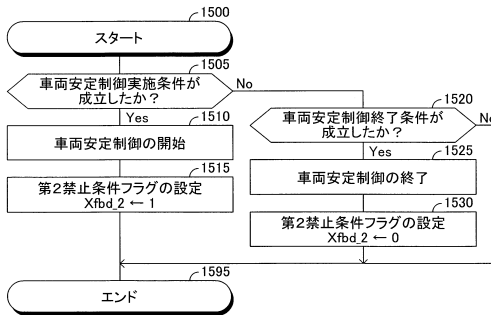 1500
スタート
1505
車両安定制御実施条件が
成立したか？
No
Yes
1510
車両安定制御の開始
1515
第2禁止条件フラグの設定
Xfbd_2 ← 1
1520
車両安定制御終了条件が
成立したか？
No
Yes
1525
車両安定制御の終了
1530
第2禁止条件フラグの設定
Xfbd_2 ← 0
1595
エンド